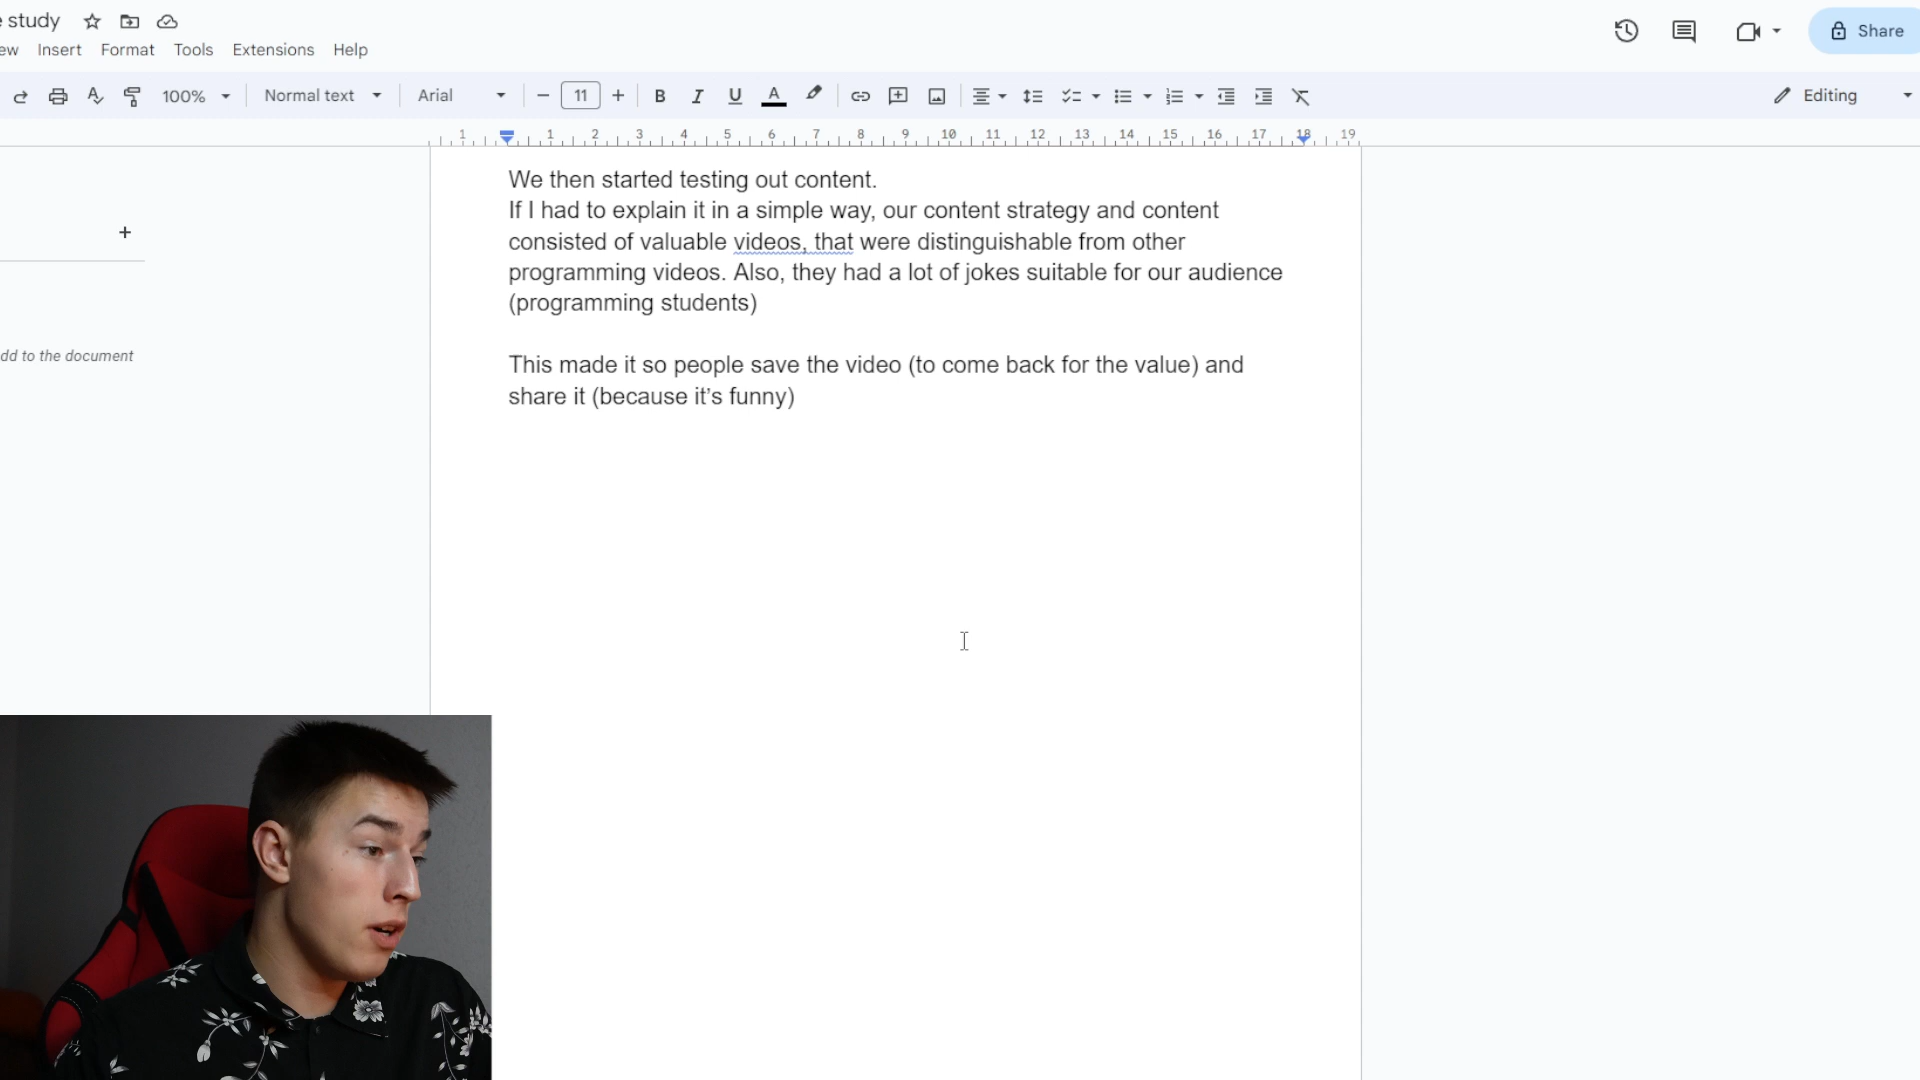 study
Insert Format Tools Extensions Help
Share
100% Normal text Arial 11 B I U A Editing
1 1 2 3 4 5 6 7 8 9 10 11 12 13 14 15 16 17 18 19
We then started testing out content.
If I had to explain it in a simple way, our content strategy and content
consisted of valuable videos, that were distinguishable from other
programming videos. Also, they had a lot of jokes suitable for our audience
(programming students)
dd to the document
This made it so people save the video (to come back for the value) and
share it (because it’s funny)